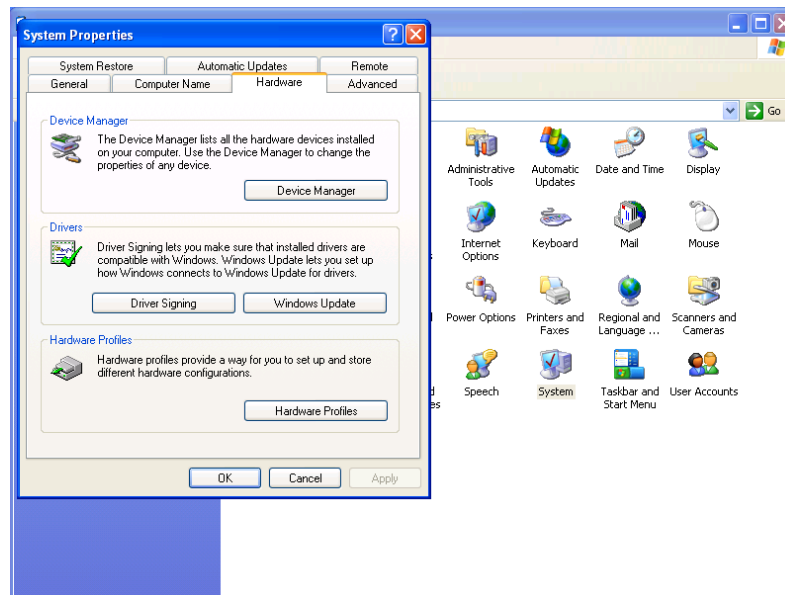 System Properties
System Restore
Automatic Updates
Remote
General
Computer Name
Hardware
Advanced
Device Manager
The Device Manager lists all the hardware devices installed
on your computer. Use the Device Manager to change the
properties of any device.
Device Manager
Drivers
Driver Signing lets you make sure that installed drivers are
compatible with Windows. Windows Update lets you set up
how Windows connects to Windows Update for drivers.
Driver Signing
Windows Update
Hardware Profiles
Hardware profiles provide a way for you to set up and store
different hardware configurations.
Hardware Profiles
OK
Cancel
Apply
Go
Administrative
Tools
Automatic
Updates
Date and Time
Display
Internet
Options
Keyboard
Mail
Mouse
Power Options
Printers and
Faxes
Regional and
Language ...
Scanners and
Cameras
Speech
System
Taskbar and
Start Menu
User Accounts